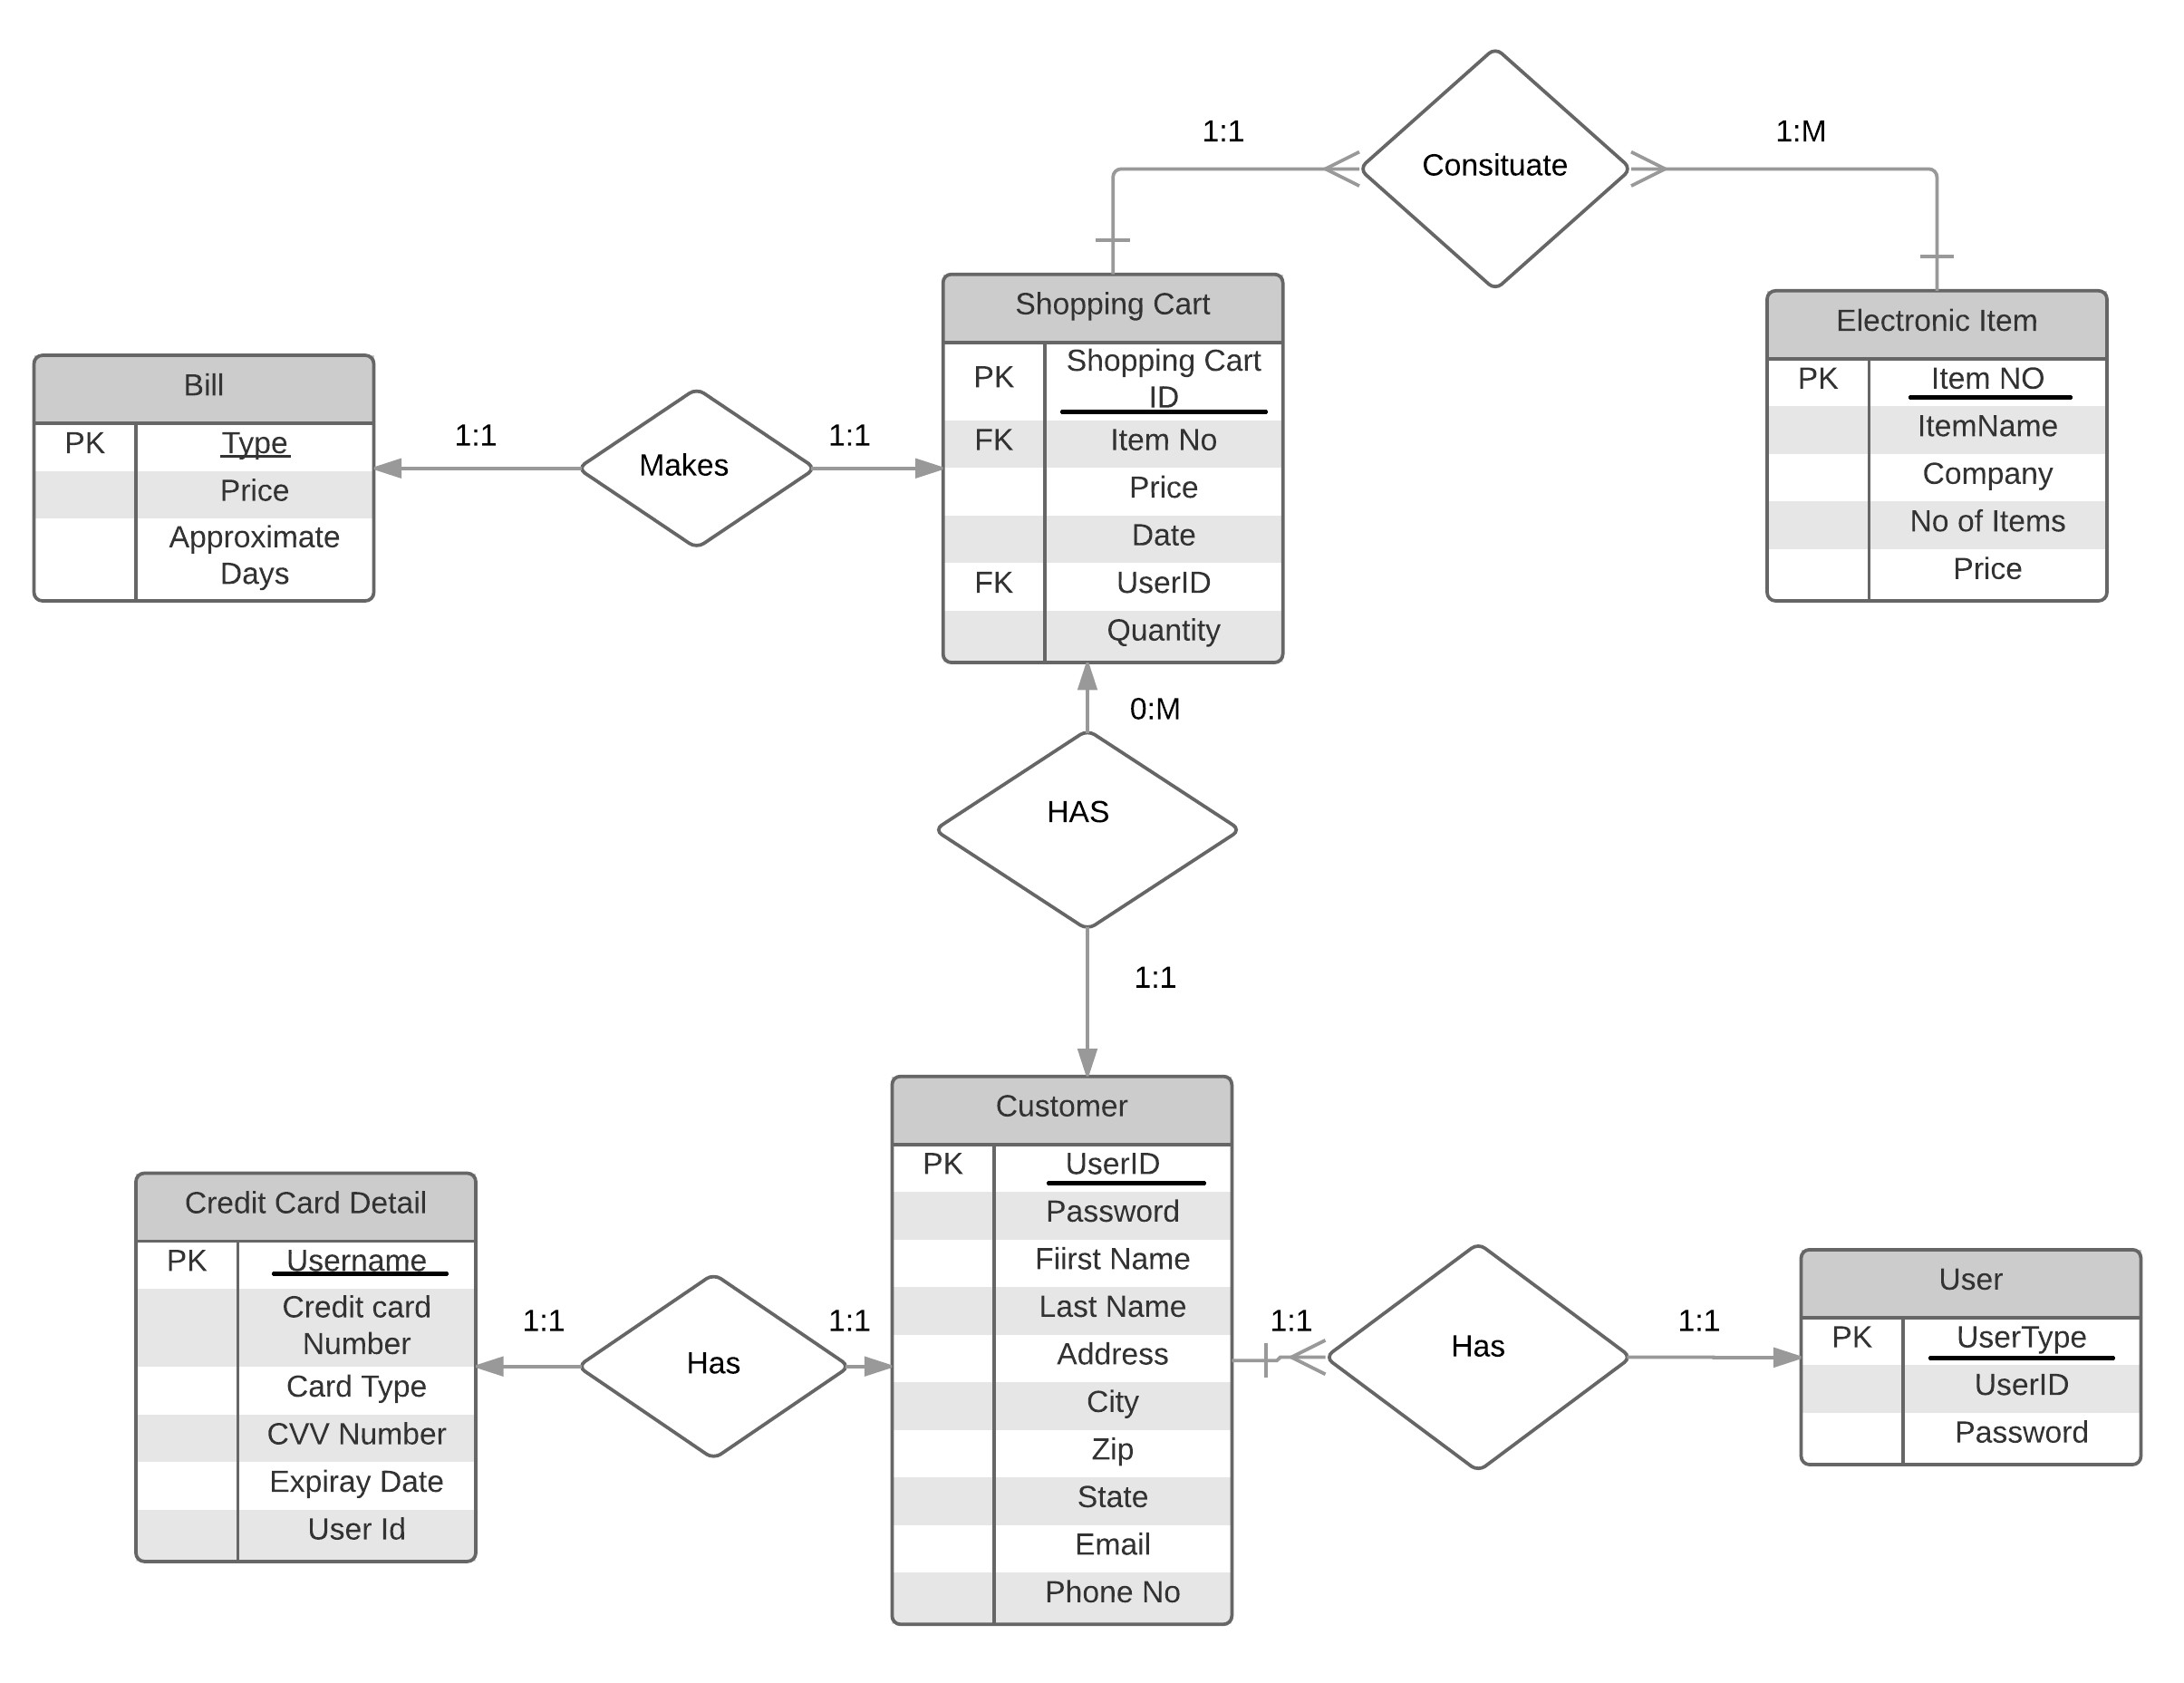 1:1
Consituate
1:M
Shopping Cart
PK
Shopping Cart
ID
FK
Item No
Price
Date
FK
UserID
Quantity
Electronic Item
PK
Item NO
ItemName
Company
No of Items
Price
Bill
PK
Type
Price
Approximate
Days
1:1
Makes
1:1
0:M
HAS
1:1
Customer
PK
UserID
Password
Fiirst Name
Last Name
Address
City
Zip
State
Email
Phone No
Credit Card Detail
PK
Username
Credit card
Number
Card Type
CVV Number
Expiray Date
User Id
1:1
Has
1:1
1:1
Has
1:1
User
PK
UserType
UserID
Password